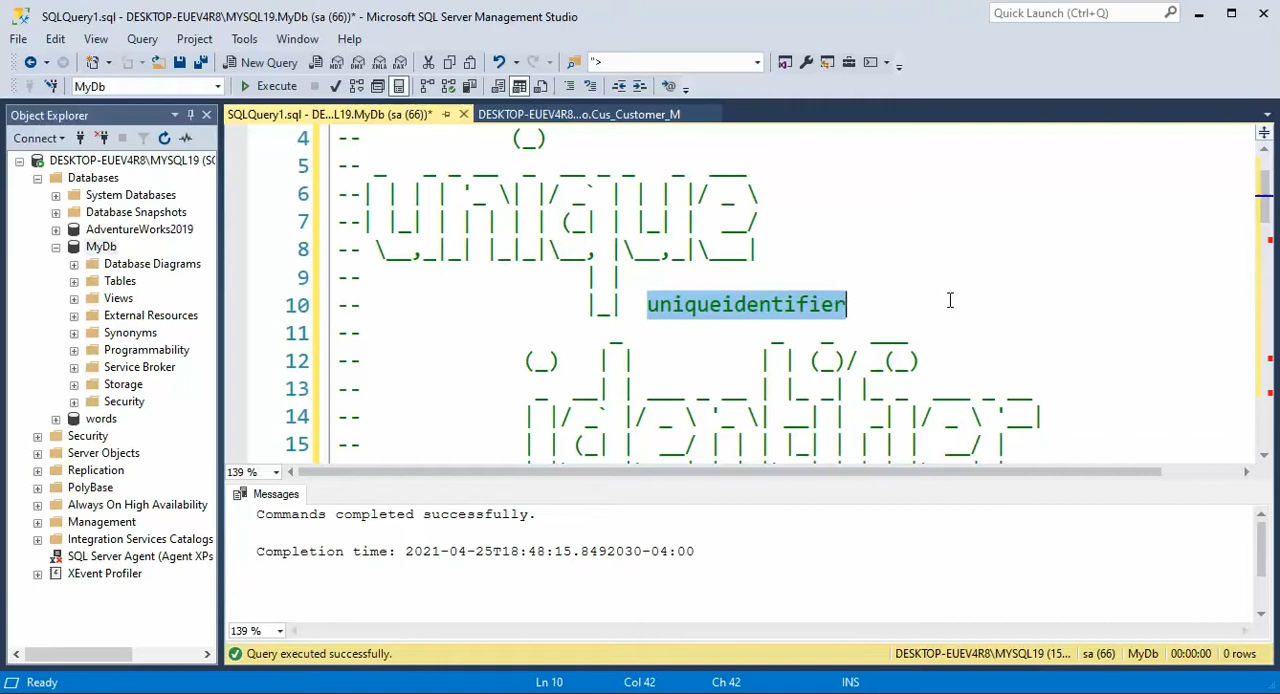 SQLQuery1.sql - DESKTOP-EUEV4R8\MYSQL19.MyDb (sa (66))* - Microsoft SQL Server Management Studio
Quick Launch (Ctrl+Q)
File Edit View Query Project Tools Window Help
New Query
MDX DMX XMLA DAX
">
MyDb
Execute
Object Explorer
SQLQuery1.sql - DE...L19.MyDb (sa (66))*
DESKTOP-EUEV4R8...o.Cus_Customer_M
Connect
DESKTOP-EUEV4R8\MYSQL19 (SQ
Databases
System Databases
Database Snapshots
AdventureWorks2019
MyDb
Database Diagrams
Tables
Views
External Resources
Synonyms
Programmability
Service Broker
Storage
Security
words
Security
Server Objects
Replication
PolyBase
Always On High Availability
Management
Integration Services Catalogs
SQL Server Agent (Agent XPs
XEvent Profiler
4 --
5 --
6 --
7 --
8 --
9 --
10 --
11 --
12 --
13 --
14 --
15 --
unique
uniqueidentifier
identifier
139 %
Messages
Commands completed successfully.
Completion time: 2021-04-25T18:48:15.8492030-04:00
139 %
Query executed successfully.
DESKTOP-EUEV4R8\MYSQL19 (15... sa (66) MyDb 00:00:00 0 rows
Ready
Ln 10 Col 42 Ch 42 INS